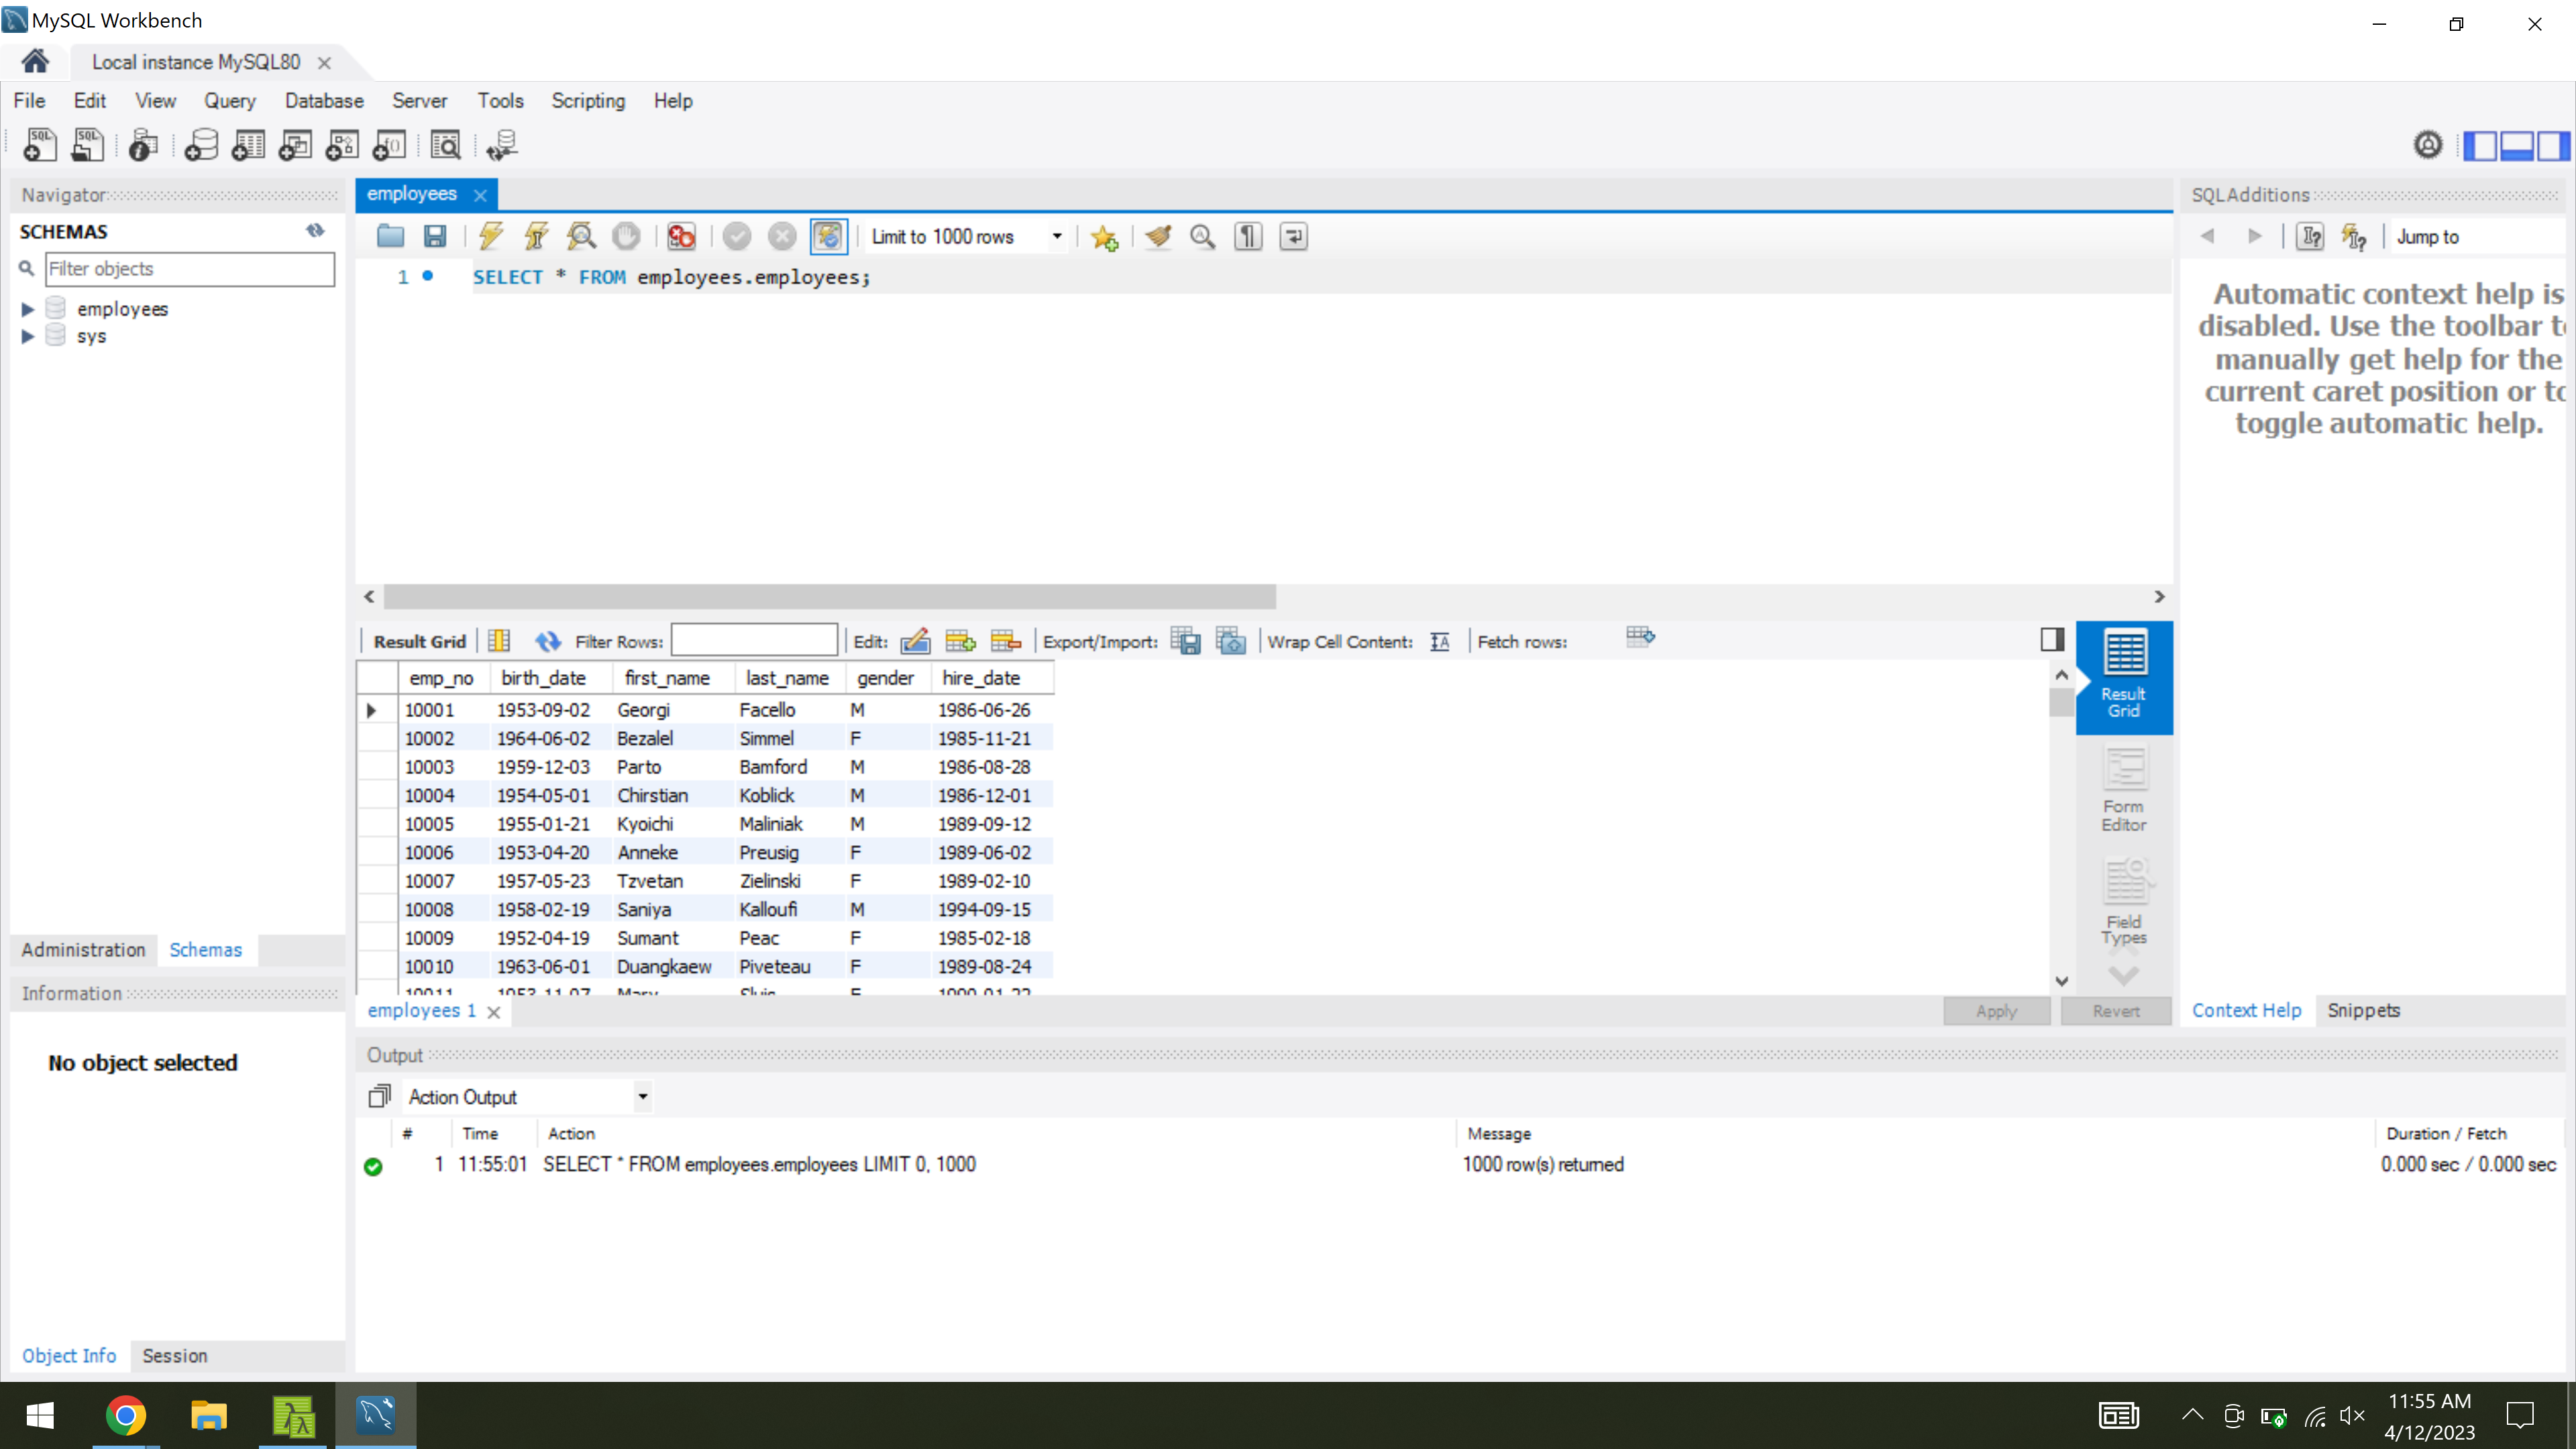 MySQL Workbench
Local instance MySQL80
File Edit View Query Database Server Tools Scripting Help
Navigator
SCHEMAS
Filter objects
employees
sys
Administration Schemas
Information
No object selected
Object Info Session
employees
Limit to 1000 rows
1 SELECT * FROM employees.employees;
Result Grid Filter Rows: Edit: Export/Import: Wrap Cell Content: Fetch rows:
emp_no birth_date first_name last_name gender hire_date
10001 1953-09-02 Georgi Facello M 1986-06-26
10002 1964-06-02 Bezalel Simmel F 1985-11-21
10003 1959-12-03 Parto Bamford M 1986-08-28
10004 1954-05-01 Chirstian Koblick M 1986-12-01
10005 1955-01-21 Kyoichi Maliniak M 1989-09-12
10006 1953-04-20 Anneke Preusig F 1989-06-02
10007 1957-05-23 Tzvetan Zielinski F 1989-02-10
10008 1958-02-19 Saniya Kalloufi M 1994-09-15
10009 1952-04-19 Sumant Peac F 1985-02-18
10010 1963-06-01 Duangkaew Piveteau F 1989-08-24
10011 1953-11-07 Mary Sluis F 1990-01-22
Result
Grid
Form
Editor
Field
Types
employees 1
Apply Revert
SQLAdditions
Jump to
Automatic context help is
disabled. Use the toolbar to
manually get help for the
current caret position or to
toggle automatic help.
Context Help Snippets
Output
Action Output
# Time Action Message Duration / Fetch
1 11:55:01 SELECT * FROM employees.employees LIMIT 0, 1000 1000 row(s) returned 0.000 sec / 0.000 sec
11:55 AM
4/12/2023